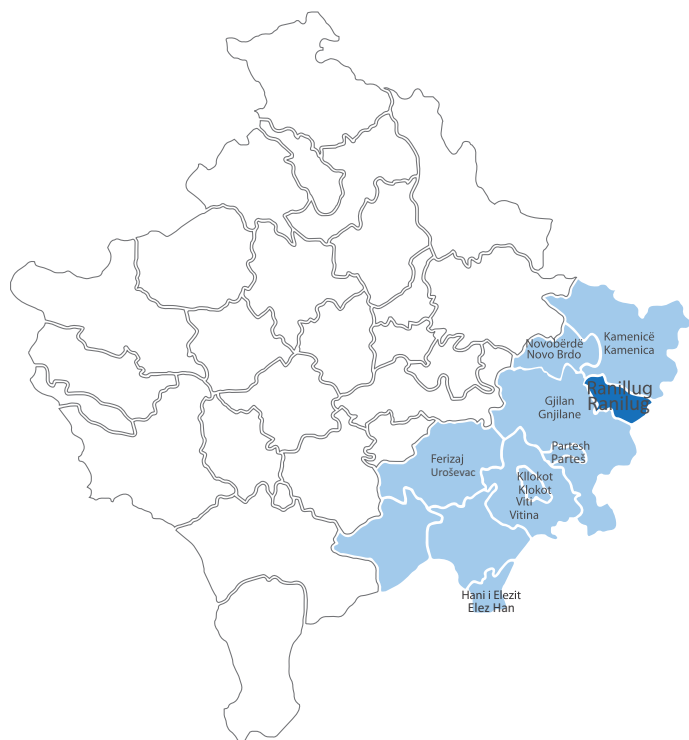 Kamenicë
Kamenica
Novobërdë
Novo Brdo
Ranillug
Ranilug
Gjilan
Gnjilane
Partesh
Parteš
Ferizaj
Uroševac
Kllokot
Klokot
Viti
Vitina
Hani i Elezit
Elez Han